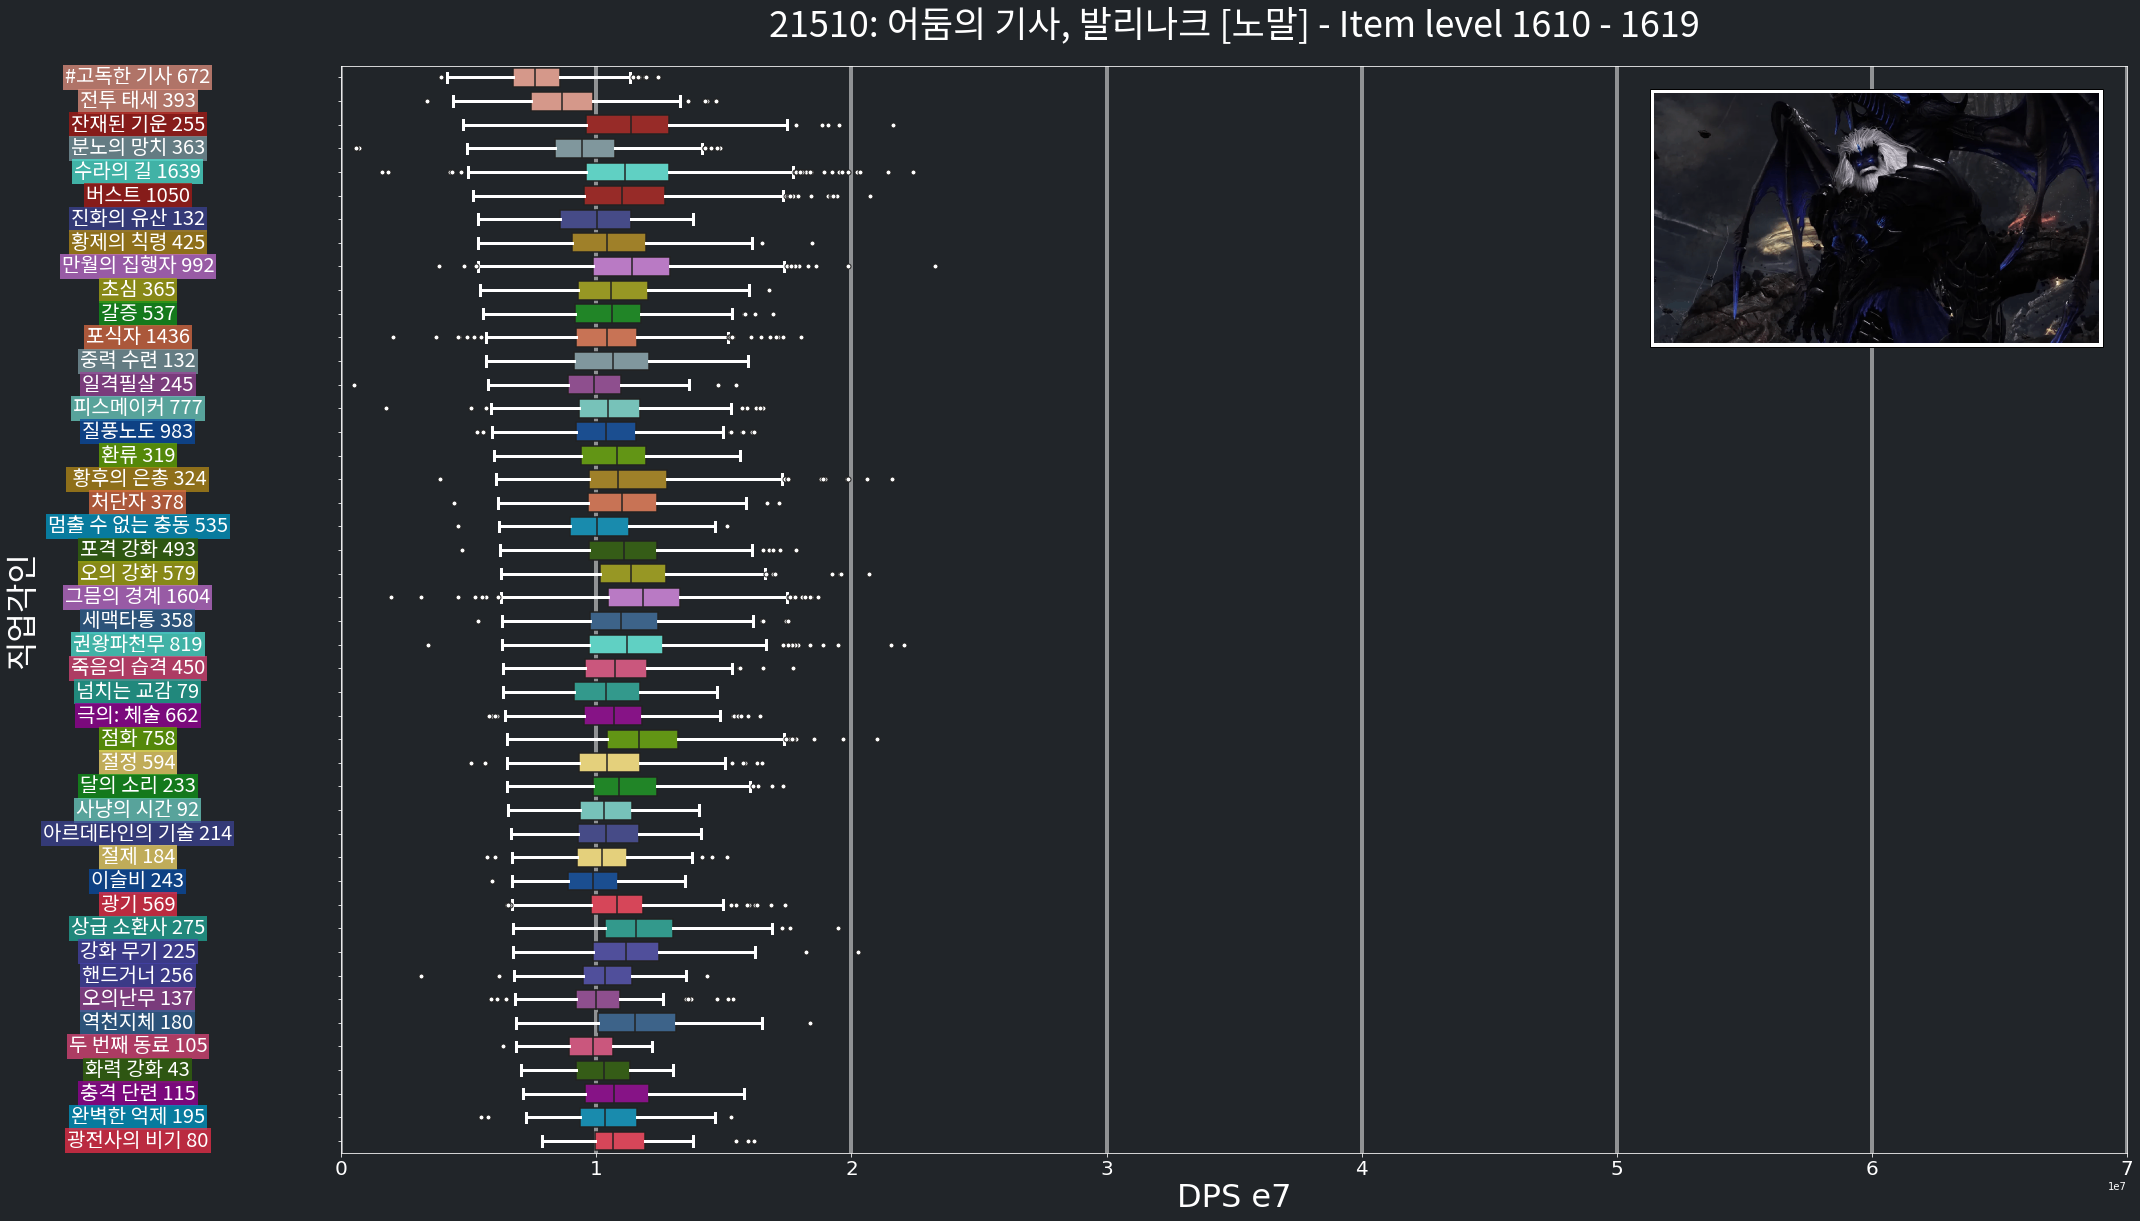 21510: 어둠의 기사, 발리나크 [노말] - Item level 1610 - 1619
직업각인
#고독한 기사 672
전투 태세 393
잔재된 기운 255
분노의 망치 363
수라의 길 1639
버스트 1050
진화의 유산 132
황제의 칙령 425
만월의 집행자 992
초심 365
갈증 537
포식자 1436
중력 수련 132
일격필살 245
피스메이커 777
질풍노도 983
환류 319
황후의 은총 324
처단자 378
멈출 수 없는 충동 535
포격 강화 493
오의 강화 579
그믐의 경계 1604
세맥타통 358
권왕파천무 819
죽음의 습격 450
넘치는 교감 79
극의: 체술 662
점화 758
절정 594
달의 소리 233
사냥의 시간 92
아르데타인의 기술 214
절제 184
이슬비 243
광기 569
상급 소환사 275
강화 무기 225
핸드거너 256
오의난무 137
역천지체 180
두 번째 동료 105
화력 강화 43
충격 단련 115
완벽한 억제 195
광전사의 비기 80
0 1 2 3 4 5 6 7
1e7
DPS e7